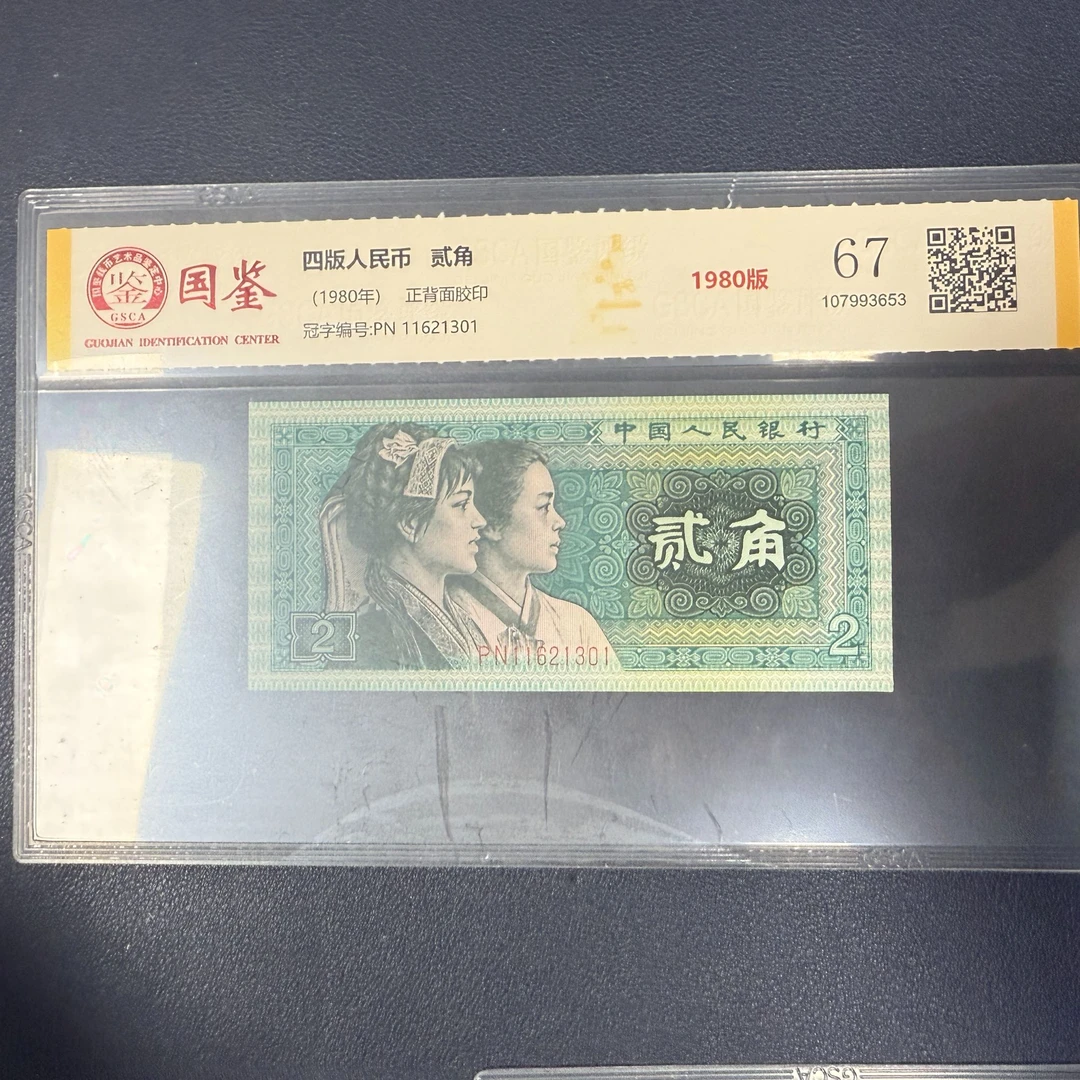 国鉴
GSCA
GUOJIAN IDENTIFICATION CENTER
四版人民币 贰角
(1980年) 正背面胶印
冠字编号:PN 11621301
1980版
67
107993653
中国人民银行
贰角
2
2
PN11621301
GSCA
GSCA